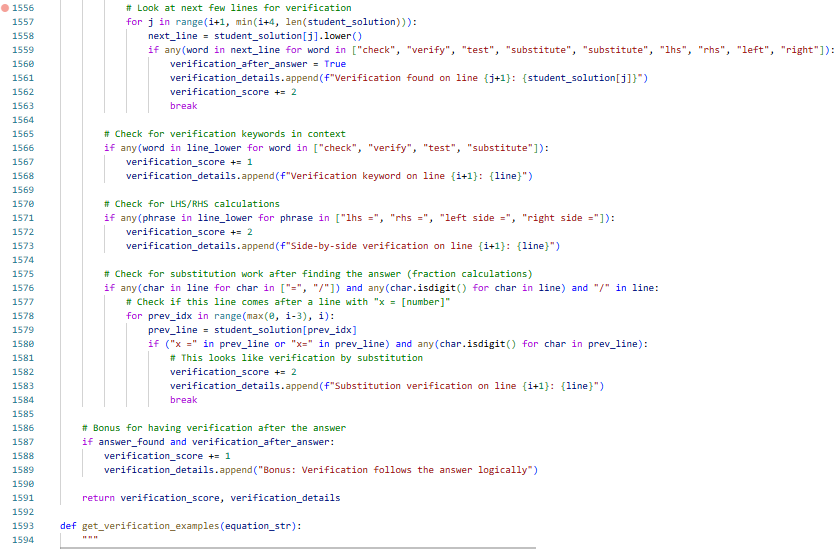 1556 # Look at next few lines for verification
1557 for j in range(i+1, min(i+4, len(student_solution))):
1558 next_line = student_solution[j].lower()
1559 if any(word in next_line for word in ["check", "verify", "test", "substitute", "substitute", "lhs", "rhs", "left", "right"]):
1560 verification_after_answer = True
1561 verification_details.append(f"Verification found on line {j+1}: {student_solution[j]}")
1562 verification_score += 2
1563 break
1564
1565 # Check for verification keywords in context
1566 if any(word in line_lower for word in ["check", "verify", "test", "substitute"]):
1567 verification_score += 1
1568 verification_details.append(f"Verification keyword on line {i+1}: {line}")
1569
1570 # Check for LHS/RHS calculations
1571 if any(phrase in line_lower for phrase in ["lhs =", "rhs =", "left side =", "right side ="]):
1572 verification_score += 2
1573 verification_details.append(f"Side-by-side verification on line {i+1}: {line}")
1574
1575 # Check for substitution work after finding the answer (fraction calculations)
1576 if any(char in line for char in ["=", "/"]) and any(char.isdigit() for char in line) and "/" in line:
1577 # Check if this line comes after a line with "x = [number]"
1578 for prev_idx in range(max(0, i-3), i):
1579 prev_line = student_solution[prev_idx]
1580 if ("x =" in prev_line or "x=" in prev_line) and any(char.isdigit() for char in prev_line):
1581 # This looks like verification by substitution
1582 verification_score += 2
1583 verification_details.append(f"Substitution verification on line {i+1}: {line}")
1584 break
1585
1586 # Bonus for having verification after the answer
1587 if answer_found and verification_after_answer:
1588 verification_score += 1
1589 verification_details.append("Bonus: Verification follows the answer logically")
1590
1591 return verification_score, verification_details
1592
1593 def get_verification_examples(equation_str):
1594 """